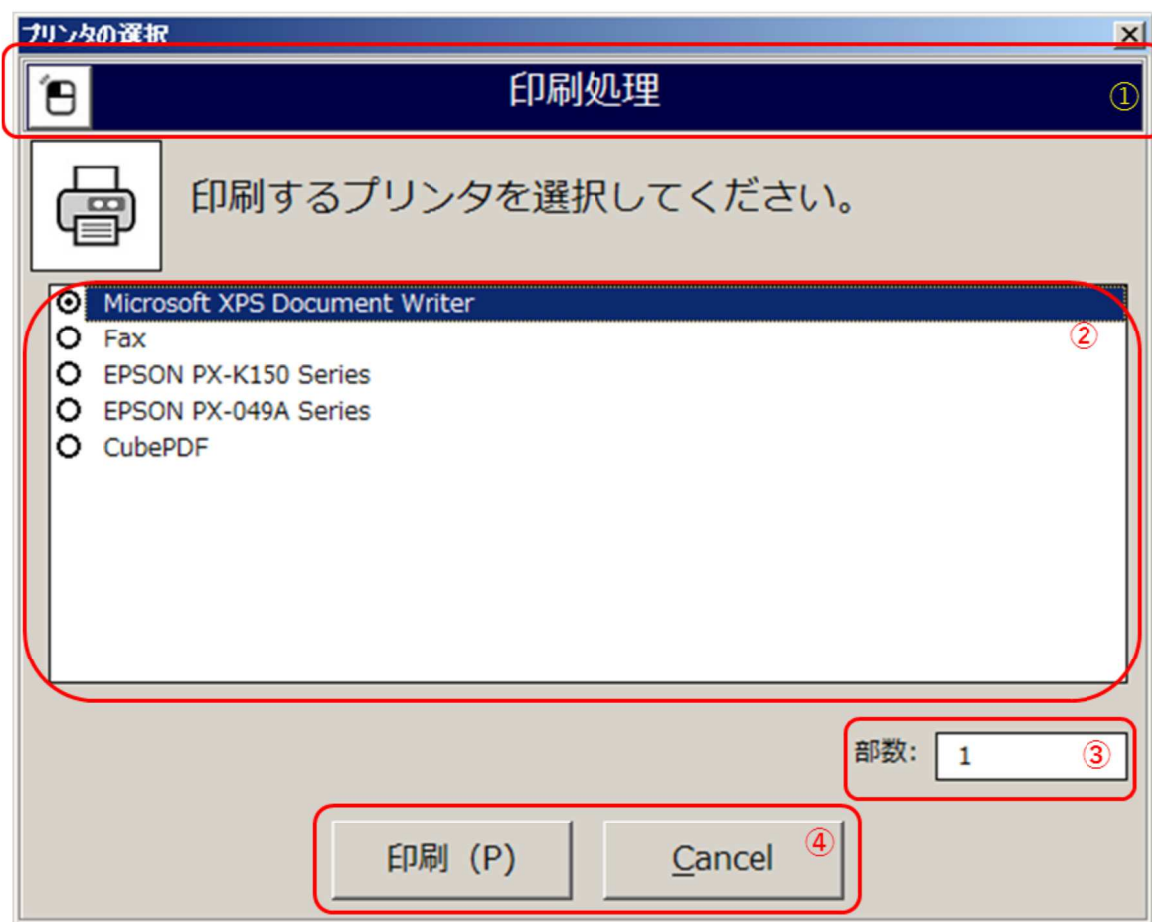 プリンタの選択
印刷処理 ①
印刷するプリンタを選択してください。
Microsoft XPS Document Writer
Fax ②
EPSON PX-K150 Series
EPSON PX-049A Series
CubePDF
部数: 1 ③
印刷 (P) Cancel ④